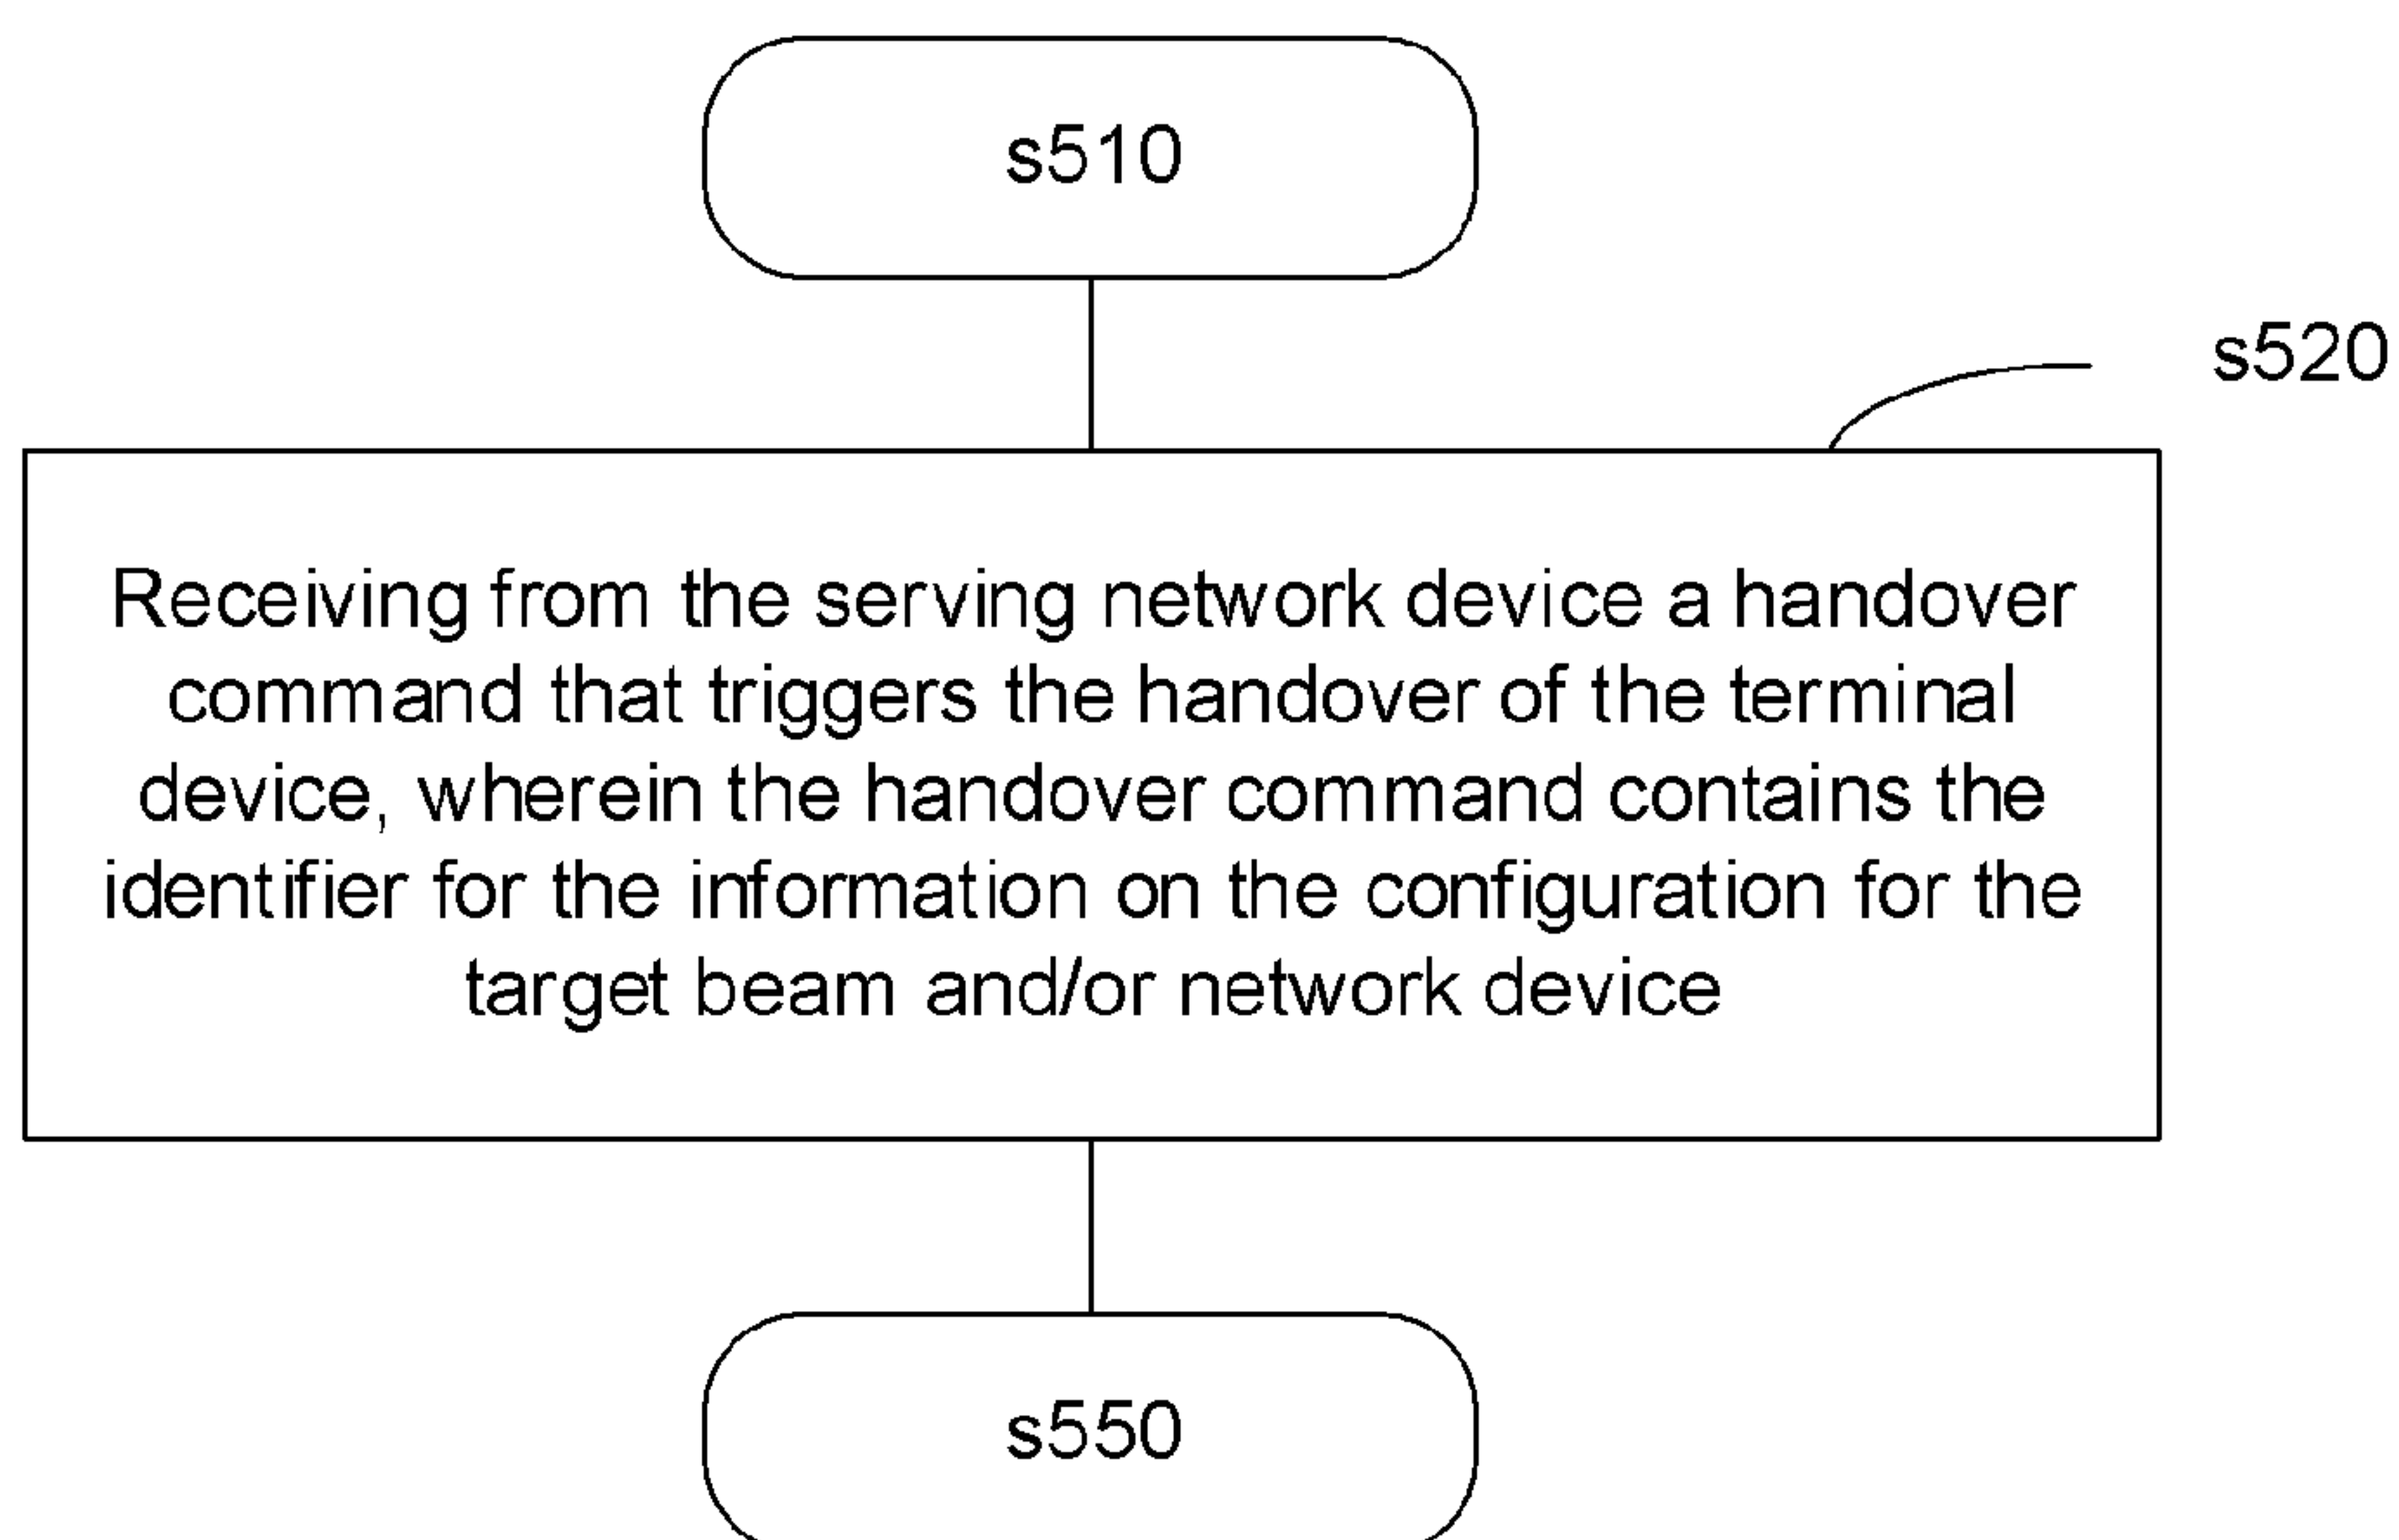 s510
s520
Receiving from the serving network device a handover
command that triggers the handover of the terminal
device, wherein the handover command contains the
identifier for the information on the configuration for the
target beam and/or network device
s550